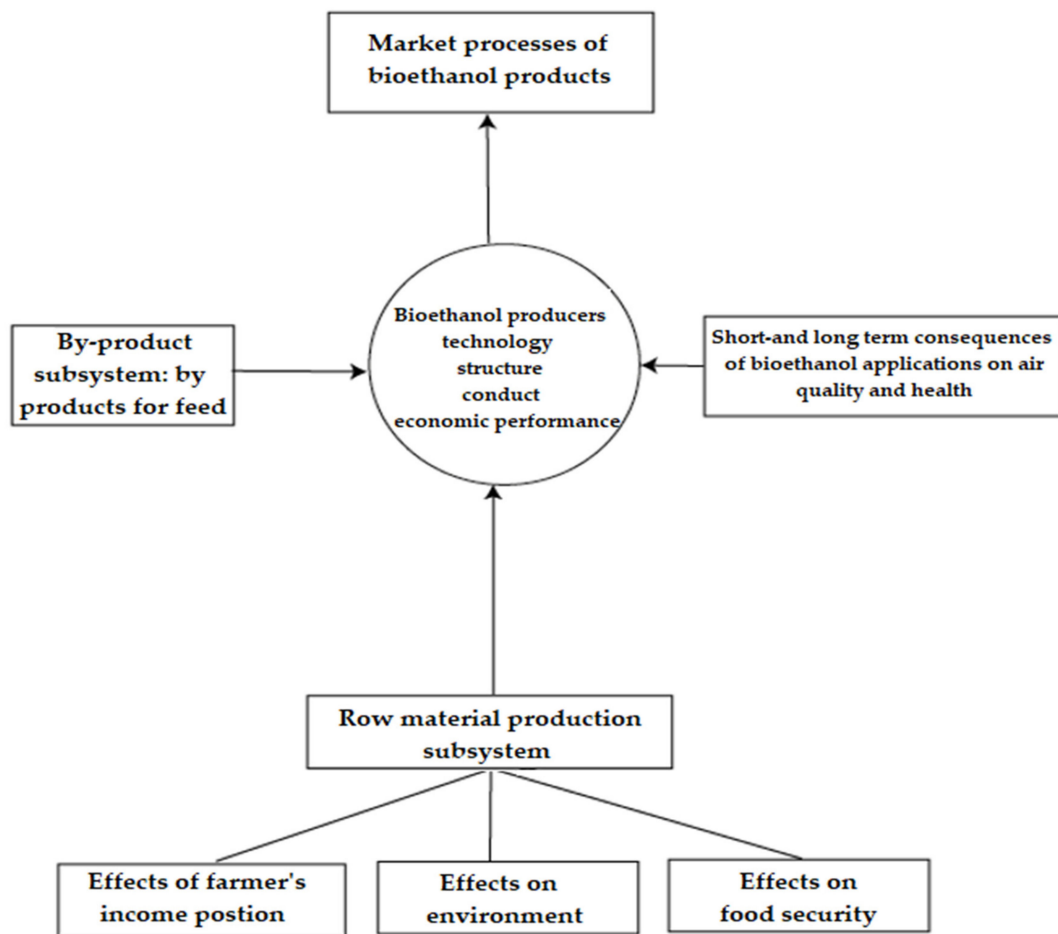 Market processes of
bioethanol products
Bioethanol producers
technology
structure
conduct
economic performance
By-product
subsystem: by
products for feed
Short-and long term consequences
of bioethanol applications on air
quality and health
Row material production
subsystem
Effects of farmer's
income postion
Effects on
environment
Effects on
food security